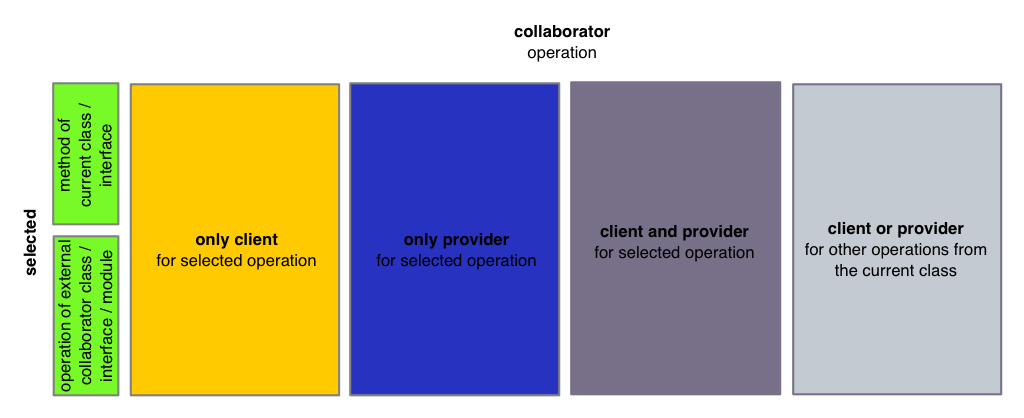 collaborator
operation
selected
method of
current class /
interface
operation of external
collaborator class /
interface / module
only client
for selected operation
only provider
for selected operation
client and provider
for selected operation
client or provider
for other operations from
the current class